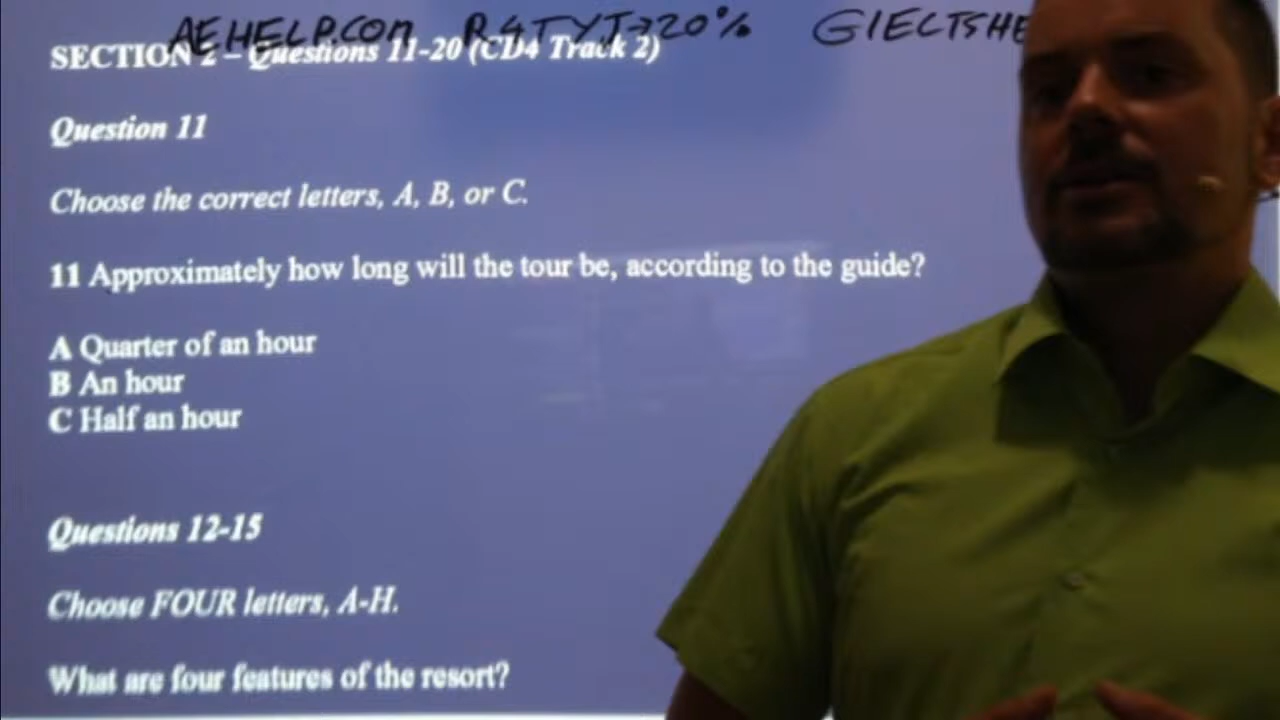 AEHELP.COM R4TYJ→20% GIELTSHE
SECTION 2 – Questions 11-20 (CD4 Track 2)
Question 11
Choose the correct letters, A, B, or C.
11 Approximately how long will the tour be, according to the guide?
A Quarter of an hour
B An hour
C Half an hour
Questions 12-15
Choose FOUR letters, A-H.
What are four features of the resort?